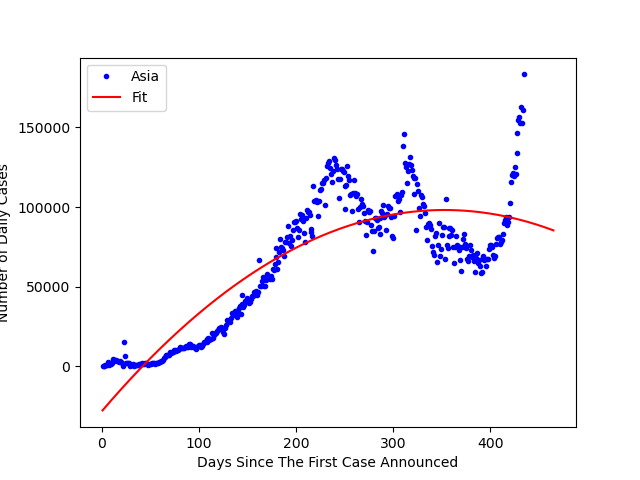 Asia
Fit
150000
100000
50000
0
Number of Daily Cases
0 100 200 300 400
Days Since The First Case Announced